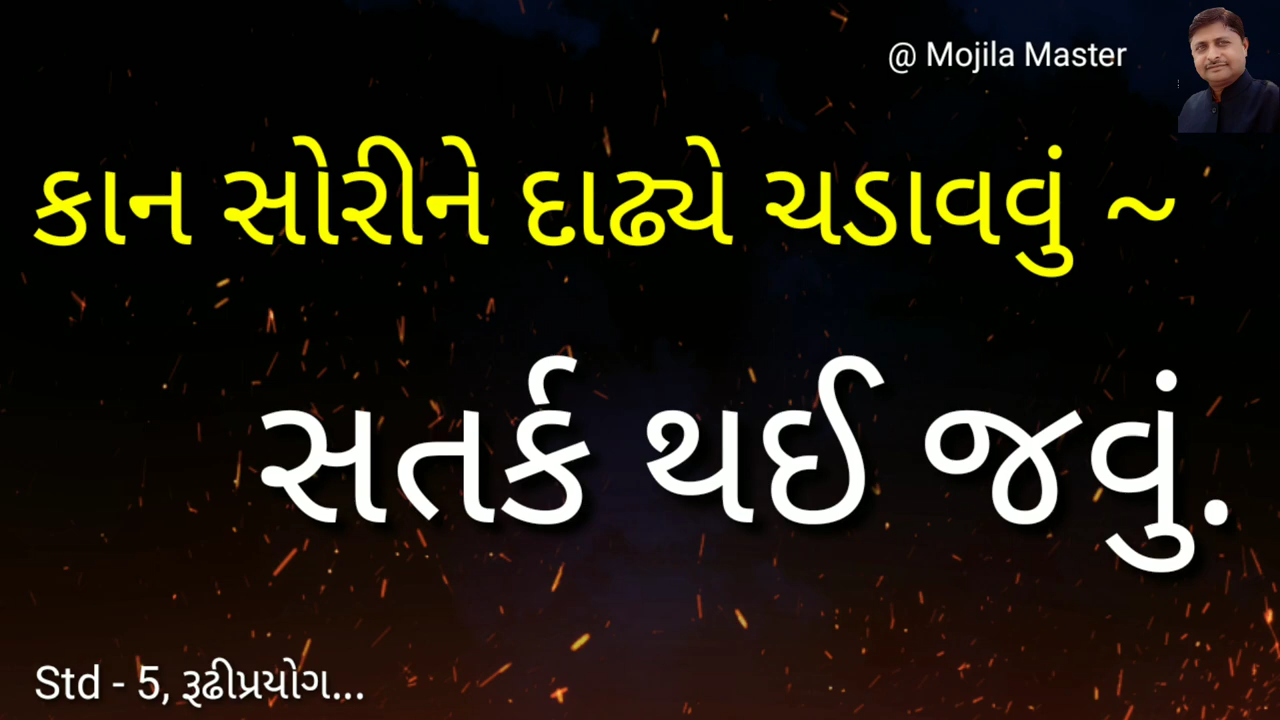 @ Mojila Master
કાન સોરીને દાઢ્યે ચડાવવું ~
સતર્ક થઈ જવું.
Std - 5, રૂઢીપ્રયોગ...